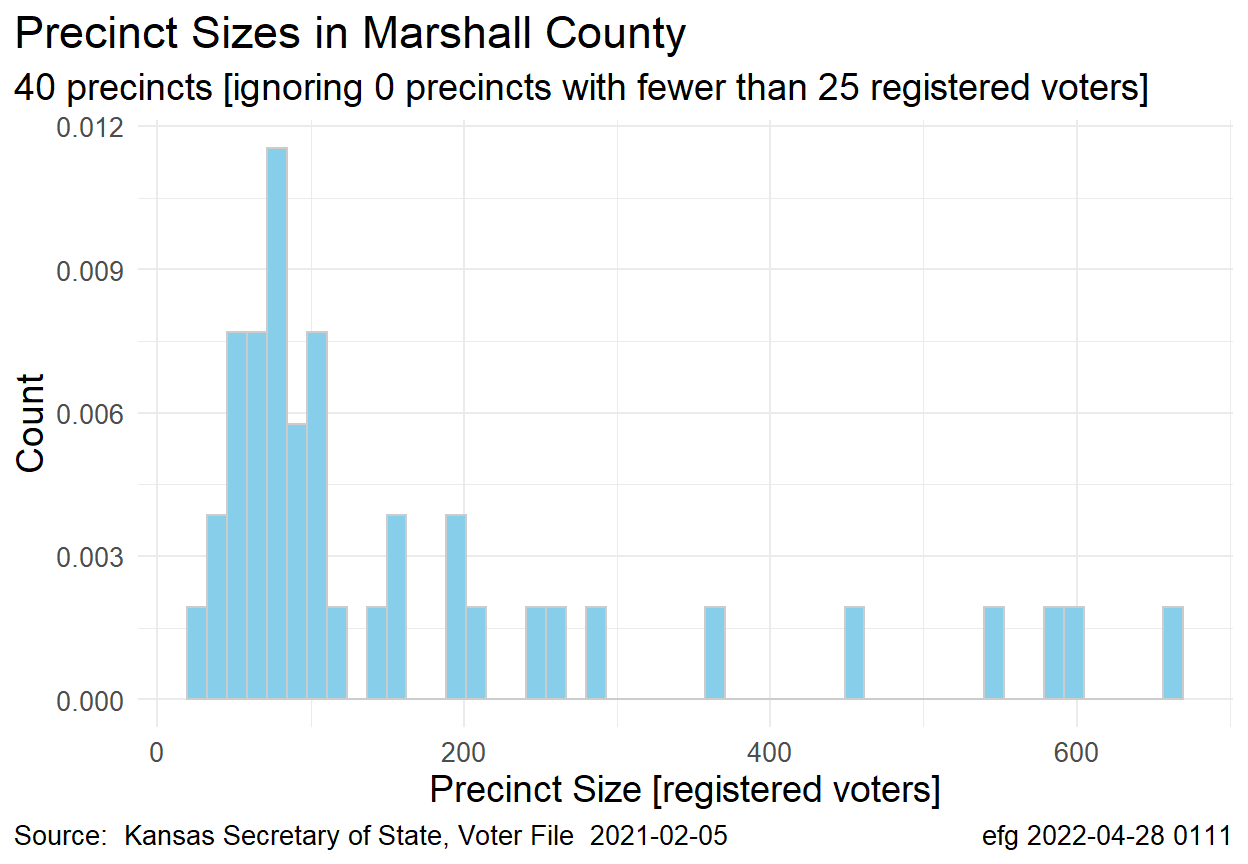 Precinct Sizes in Marshall County
40 precincts [ignoring 0 precincts with fewer than 25 registered voters]
0.012
0.009
0.006
0.003
0.000
Count
0 200 400 600
Precinct Size [registered voters]
Source:  Kansas Secretary of State, Voter File  2021-02-05 efg 2022-04-28 0111